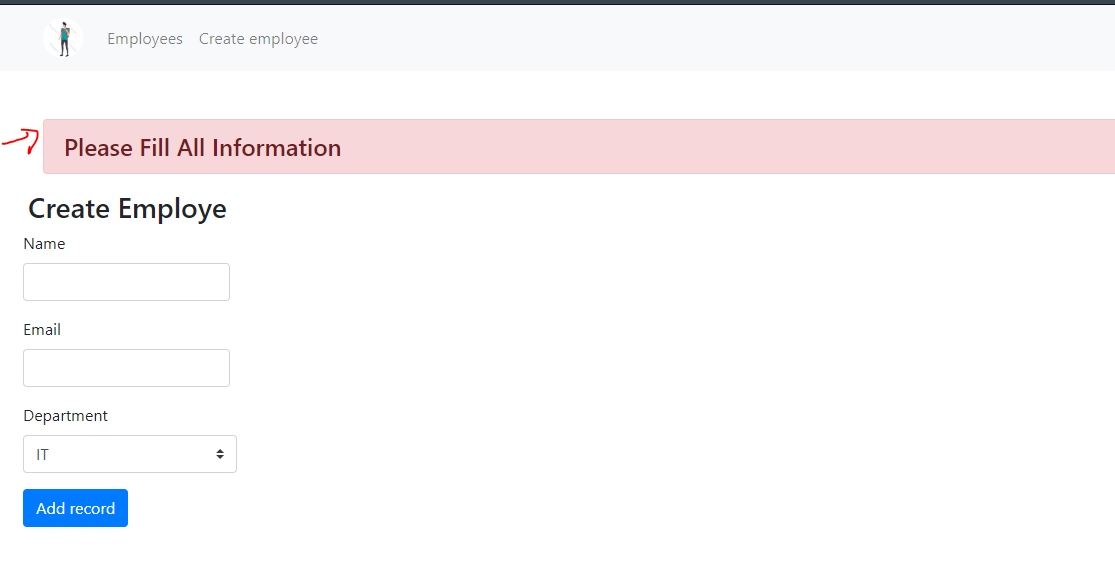 Employees Create employee
Please Fill All Information
Create Employe
Name
Email
Department
IT
Add record